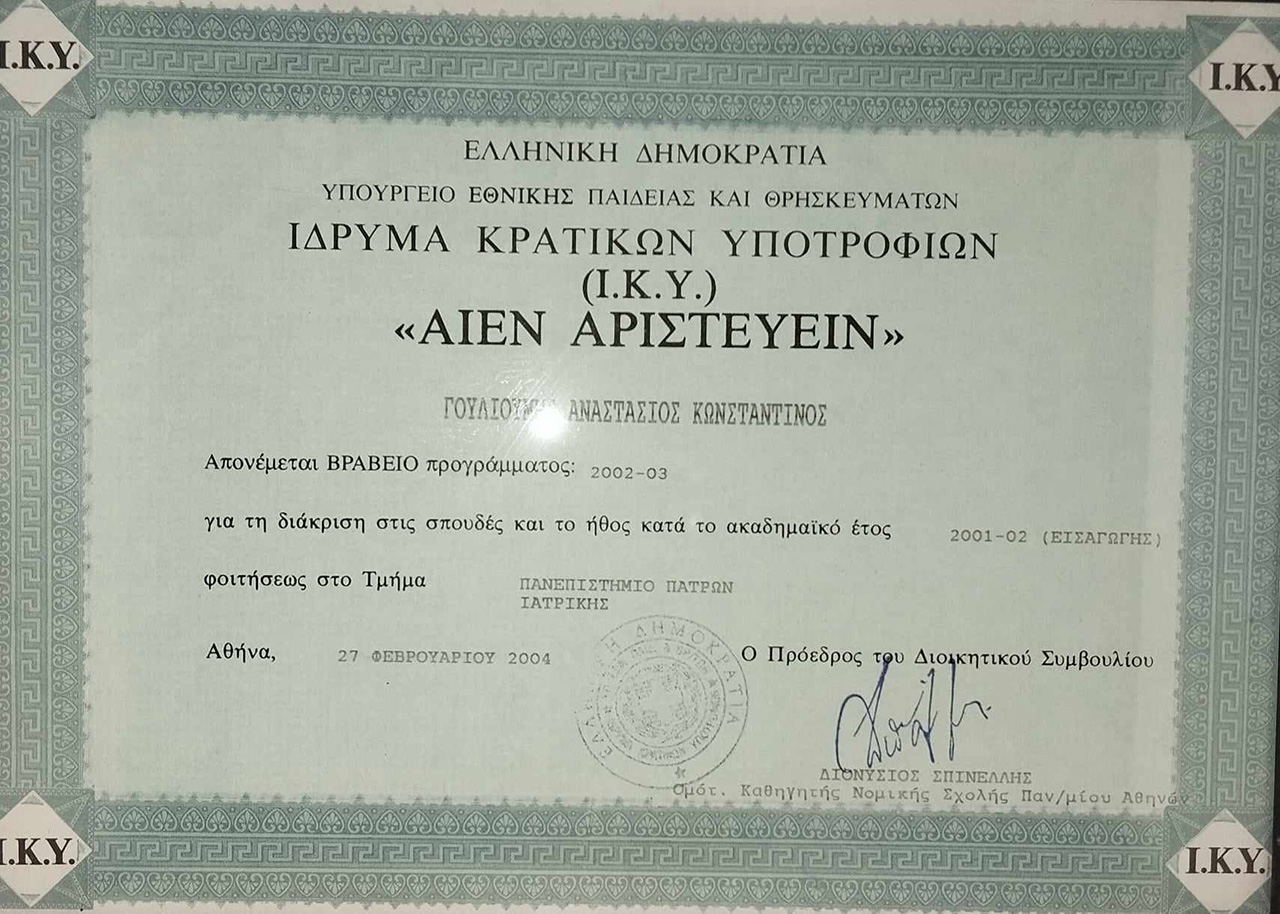 I.K.Y.
I.K.Y
ΕΛΛΗΝΙΚΗ ΔΗΜΟΚΡΑΤΙΑ
ΥΠΟΥΡΓΕΙΟ ΕΘΝΙΚΗΣ ΠΑΙΔΕΙΑΣ ΚΑΙ ΘΡΗΣΚΕΥΜΑΤΩΝ
ΙΔΡΥΜΑ ΚΡΑΤΙΚΩΝ ΥΠΟΤΡΟΦΙΩΝ
(Ι.Κ.Υ.)
«ΑΙΕΝ ΑΡΙΣΤΕΥΕΙΝ»
ΑΝΑΣΤΑΣΙΟΣ ΚΩΝΣΤΑΝΤΙΝΟΣ
Απονέμεται ΒΡΑΒΕΙΟ προγράμματος: 2002-03
για τη διάκριση στις σπουδές και το ήθος κατά το ακαδημαϊκό έτος 2001-02 (ΕΙΣΑΓΩΓΗΣ)
φοιτήσεως στο Τμήμα ΠΑΝΕΠΙΣΤΗΜΙΟ ΠΑΤΡΩΝ
ΙΑΤΡΙΚΗΣ
Αθήνα, 27 ΦΕΒΡΟΥΑΡΙΟΥ 2004
Ο Πρόεδρος του Διοικητικού Συμβουλίου
ΕΛΛΗΝΙΚΗ ΔΗΜΟΚΡΑΤΙΑ
ΔΙΟΝΥΣΙΟΣ ΣΠΙΝΕΛΛΗΣ
Ομότ. Καθηγητής Νομικής Σχολής Παν/μίου Αθηνών
I.K.Y.
I.K.Y.